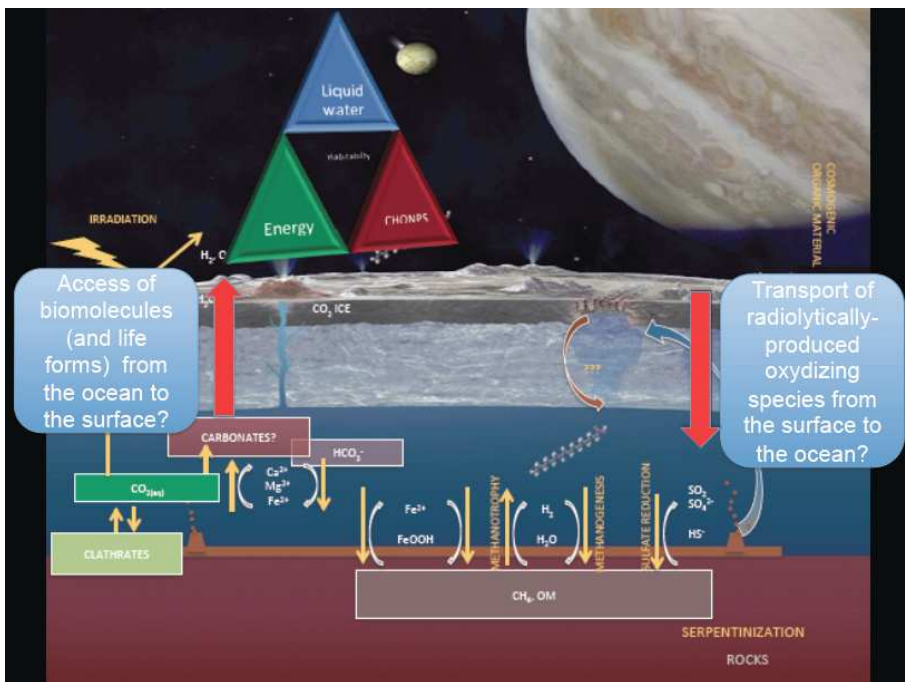 Liquid
water
Habitability
Energy
CHONPS
COSMOGENIC
ORGANIC MATERIAL
IRRADIATION
CO₂ ICE
Access of
biomolecules
(and life
forms) from
the ocean to
the surface?
Transport of
radiolytically-
produced
oxydizing
species from
the surface to
the ocean?
???
CARBONATES?
HCO₃⁻
Ca²⁺
Mg²⁺
Fe²⁺
CO₂₍ₐq₎
CLATHRATES
Fe²⁺
FeOOH
METHANOTROPHY
H₂
H₂O
METHANOGENESIS
SULFATE REDUCTION
SO₂
SO₄²⁻
HS⁻
CH₄, OM
SERPENTINIZATION
ROCKS